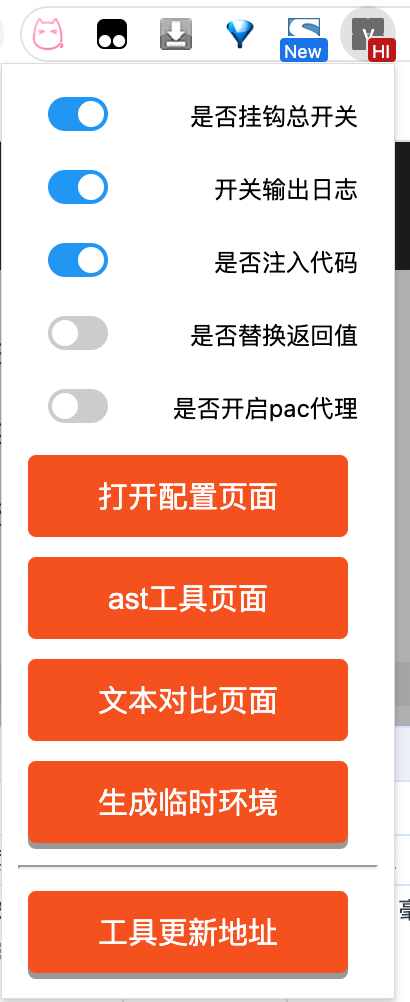 New
v
HI
是否挂钩总开关
开关输出日志
是否注入代码
是否替换返回值
是否开启pac代理
打开配置页面
ast工具页面
文本对比页面
生成临时环境
毫
工具更新地址